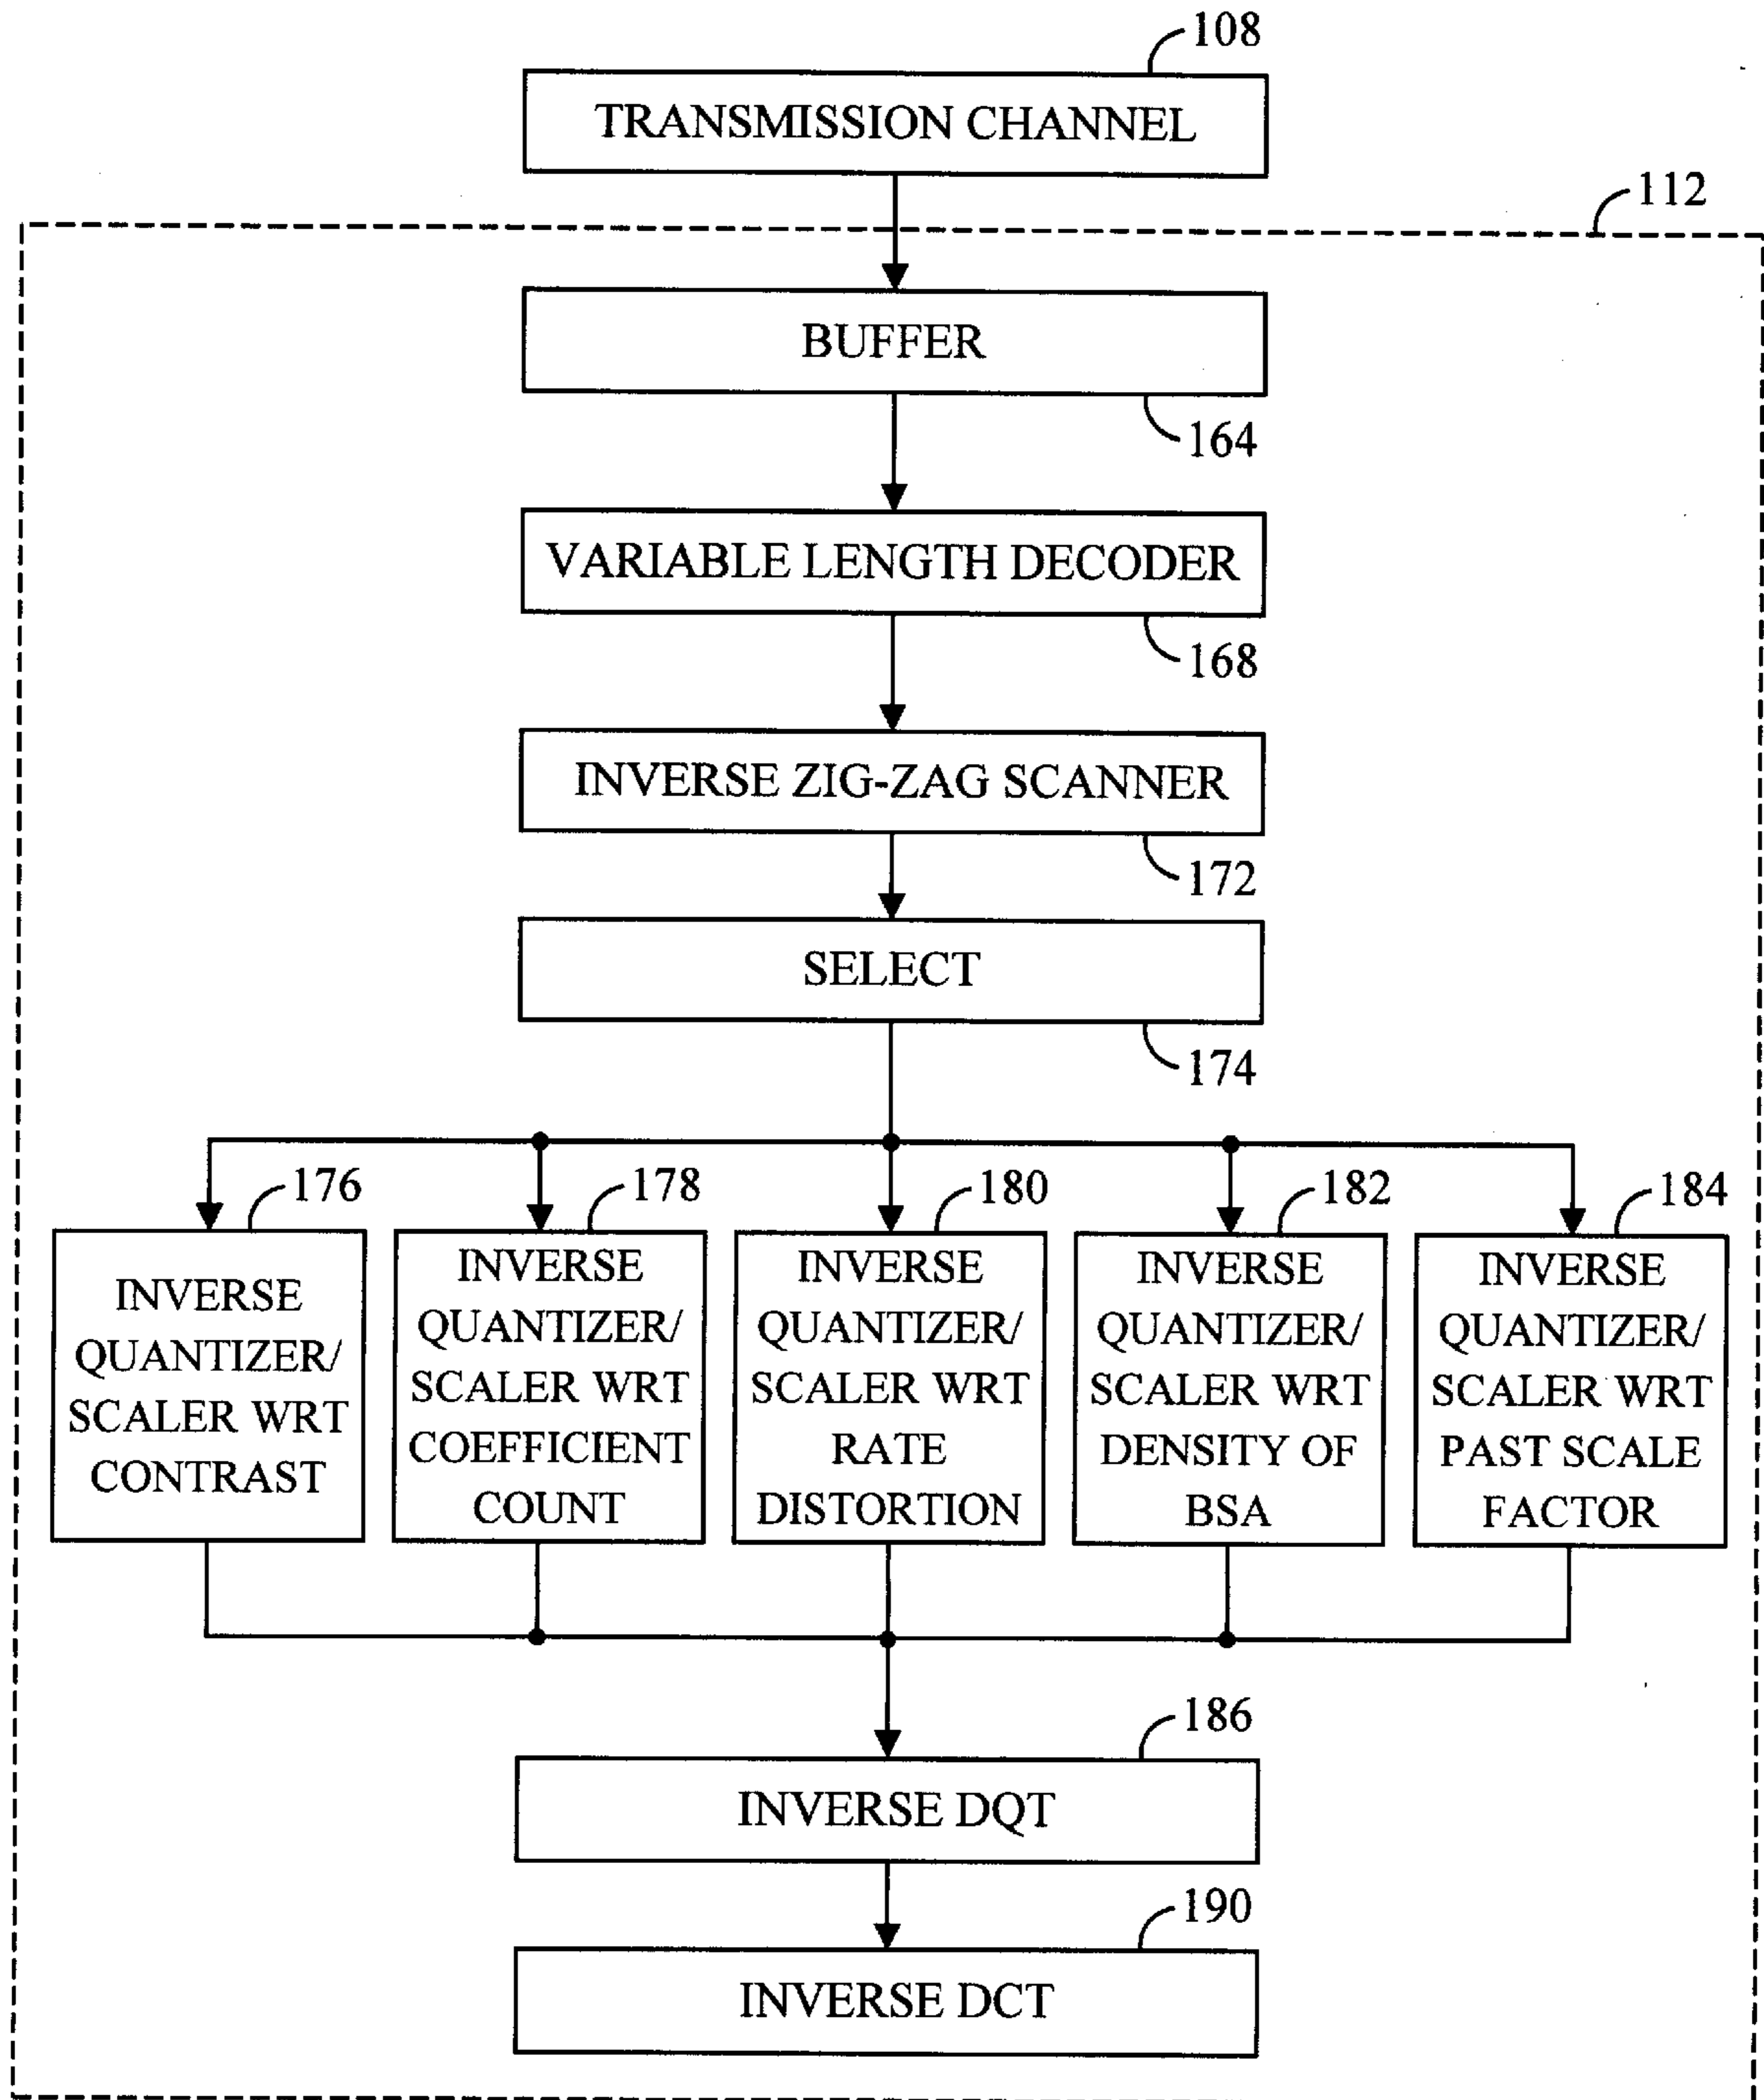 108
TRANSMISSION CHANNEL
112
BUFFER
164
VARIABLE LENGTH DECODER
168
INVERSE ZIG-ZAG SCANNER
172
SELECT
174
176
INVERSE
QUANTIZER/
SCALER WRT
CONTRAST
178
INVERSE
QUANTIZER/
SCALER WRT
COEFFICIENT
COUNT
180
INVERSE
QUANTIZER/
SCALER WRT
RATE
DISTORTION
182
INVERSE
QUANTIZER/
SCALER WRT
DENSITY OF
BSA
184
INVERSE
QUANTIZER/
SCALER WRT
PAST SCALE
FACTOR
186
INVERSE DQT
190
INVERSE DCT